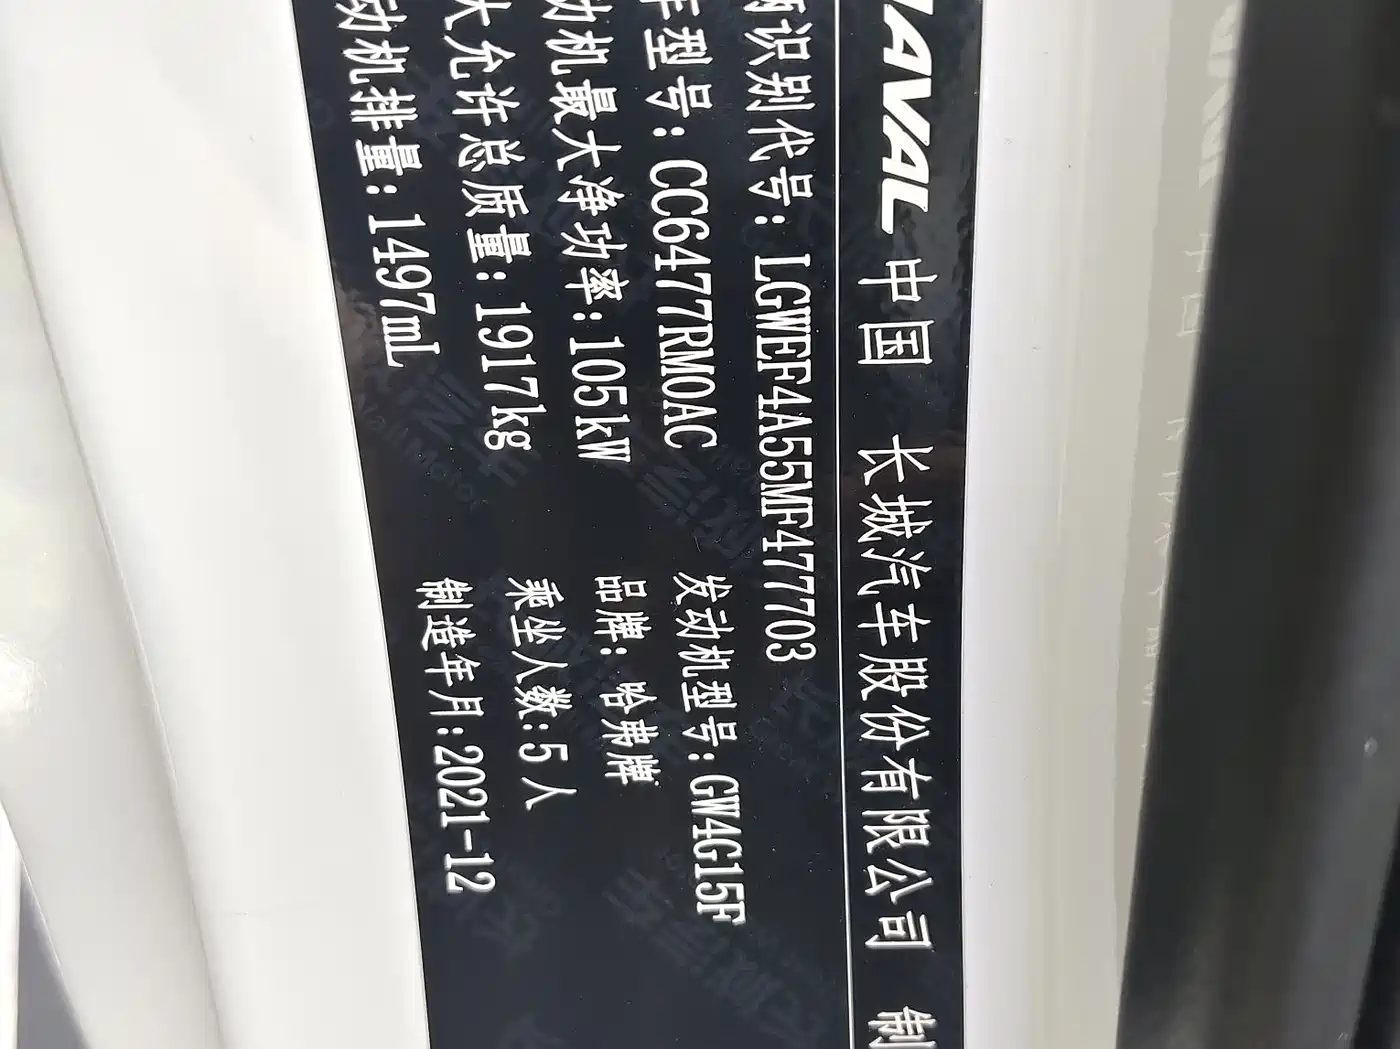 HAVAL 中国 长城汽车股份有限公司 制
识别代号:LGWEF4A55MF477703
车型号:CC6477RM0AC 发动机型号:GW4G15F
动机最大净功率:105kW 品牌:哈弗牌
大允许总质量:1917kg 乘坐人数:5人
动机排量:1497mL 制造年月:2021-12